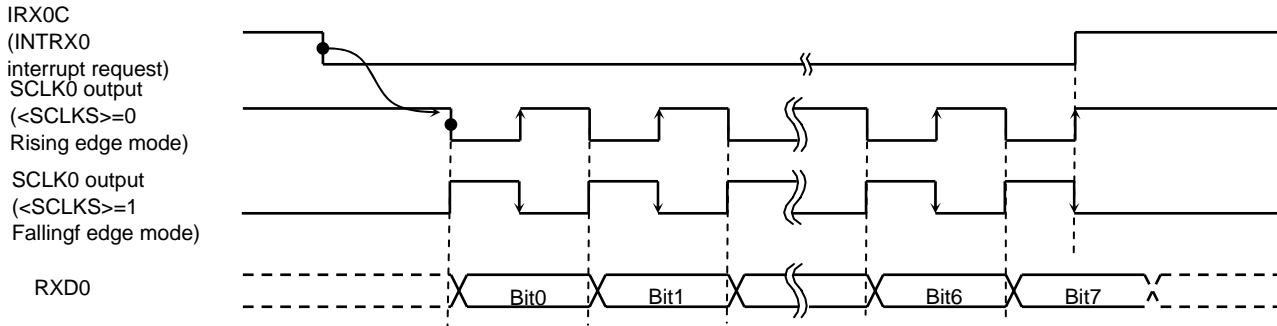 IRX0C
(INTRX0
interrupt request)
SCLK0 output
(<SCLKS>=0
Rising edge mode)
SCLK0 output
(<SCLKS>=1
Fallingf edge mode)
RXD0
Bit0
Bit1
Bit6
Bit7